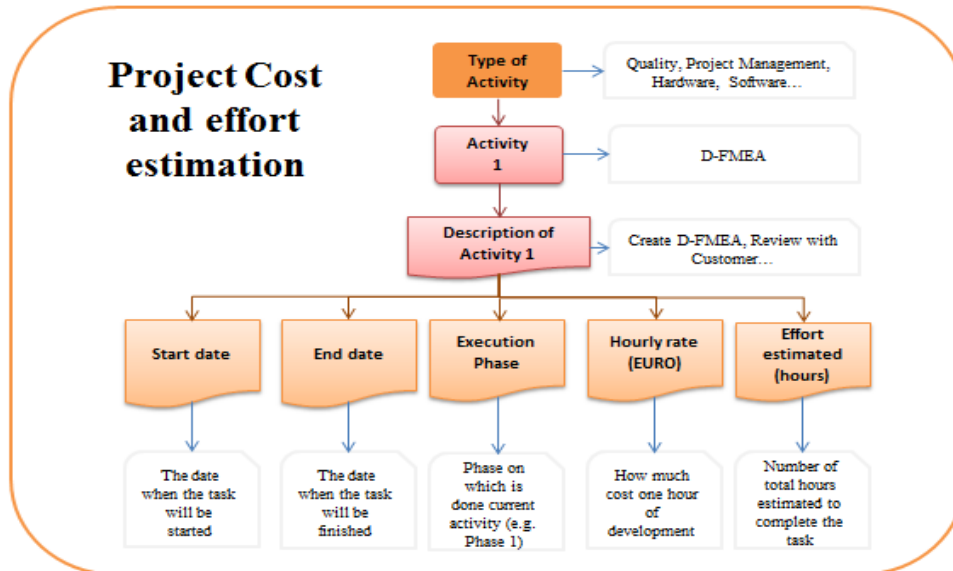 Project Cost
and effort
estimation
Type of
Activity
Quality, Project Management,
Hardware, Software...
Activity
1
D-FMEA
Description of
Activity 1
Create D-FMEA, Review with
Customer...
Start date
End date
Execution
Phase
Hourly rate
(EURO)
Effort
estimated
(hours)
The date
when the task
will be
started
The date
when the task
will be
finished
Phase on
which is
done current
activity (e.g.
Phase 1)
How much
cost one hour
of
development
Number of
total hours
estimated to
complete the
task